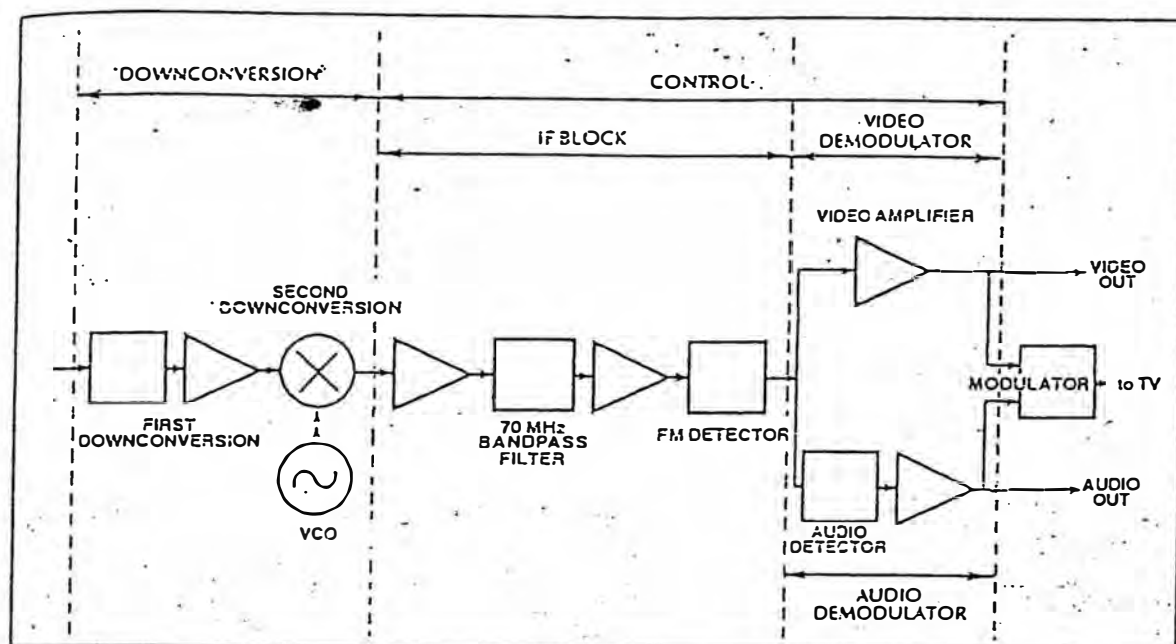 "DOWNCONVERSION"
CONTROL
IF BLOCK
VIDEO
DEMODULATOR
VIDEO AMPLIFIER
VIDEO
OUT
SECOND
DOWNCONVERSION
FIRST
DOWNCONVERSION
VCO
70 MHz
BANDPASS
FILTER
FM DETECTOR
MODULATOR
to TV
AUDIO
DETECTOR
AUDIO
OUT
AUDIO
DEMODULATOR